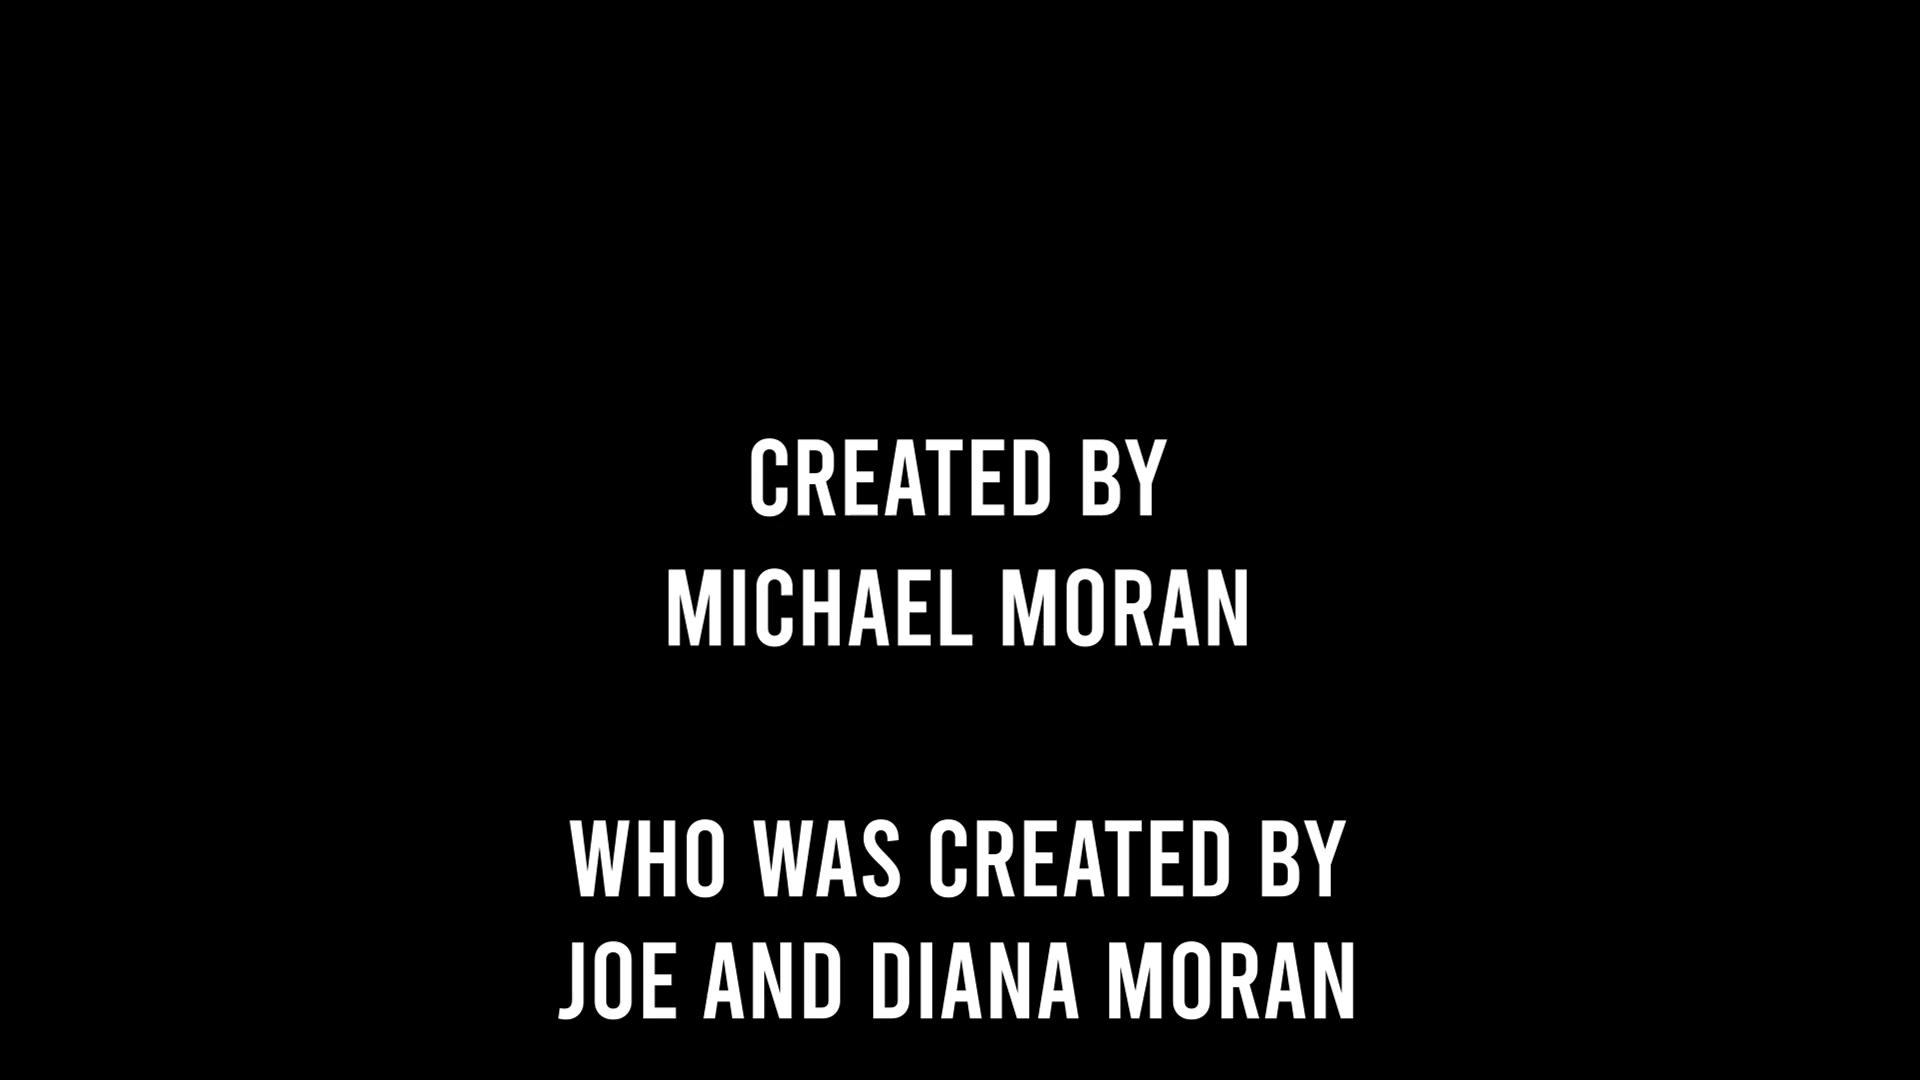 CREATED BY
MICHAEL MORAN
WHO WAS CREATED BY
JOE AND DIANA MORAN